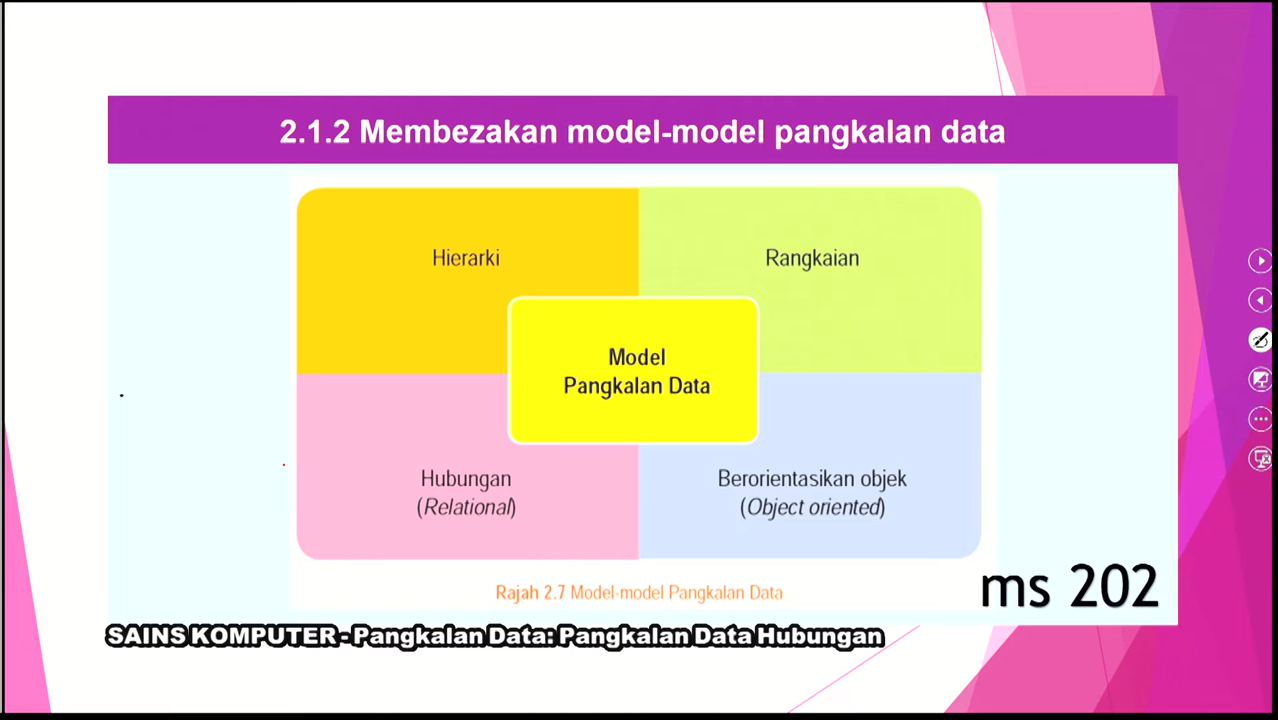 2.1.2 Membezakan model-model pangkalan data
Hierarki
Rangkaian
Model
Pangkalan Data
Hubungan
(Relational)
Berorientasikan objek
(Object oriented)
Rajah 2.7 Model-model Pangkalan Data
ms 202
SAINS KOMPUTER - Pangkalan Data: Pangkalan Data Hubungan